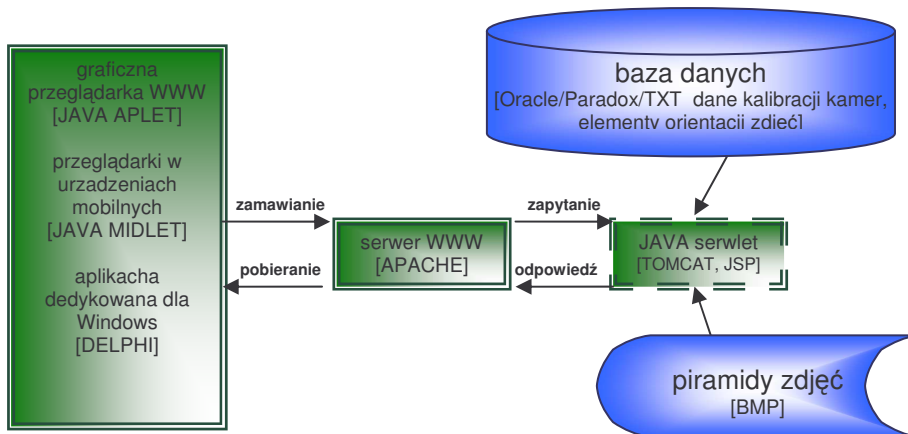 graficzna
przeglądarka WWW
[JAVA APLET]
przeglądarki w
urzadzeniach
mobilnych
[JAVA MIDLET]
aplikacha
dedykowana dla
Windows
[DELPHI]
zamawianie
pobieranie
serwer WWW
[APACHE]
zapytanie
odpowiedź
baza danych
[Oracle/Paradox/TXT dane kalibracji kamer,
elementy orientacji zdjęć]
JAVA serwlet
[TOMCAT, JSP]
piramidy zdjęć
[BMP]